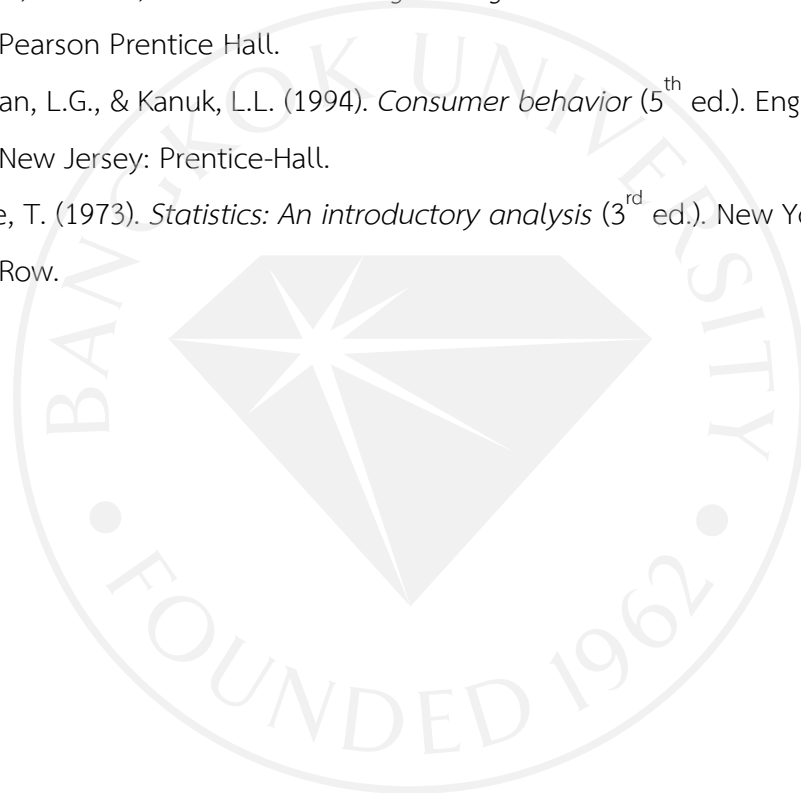 Pearson Prentice Hall.
an, L.G., & Kanuk, L.L. (1994). Consumer behavior (5th ed.). Eng
New Jersey: Prentice-Hall.
e, T. (1973). Statistics: An introductory analysis (3rd ed.). New Yo
Row.
BANGKOK UNIVERSITY
FOUNDED 1962